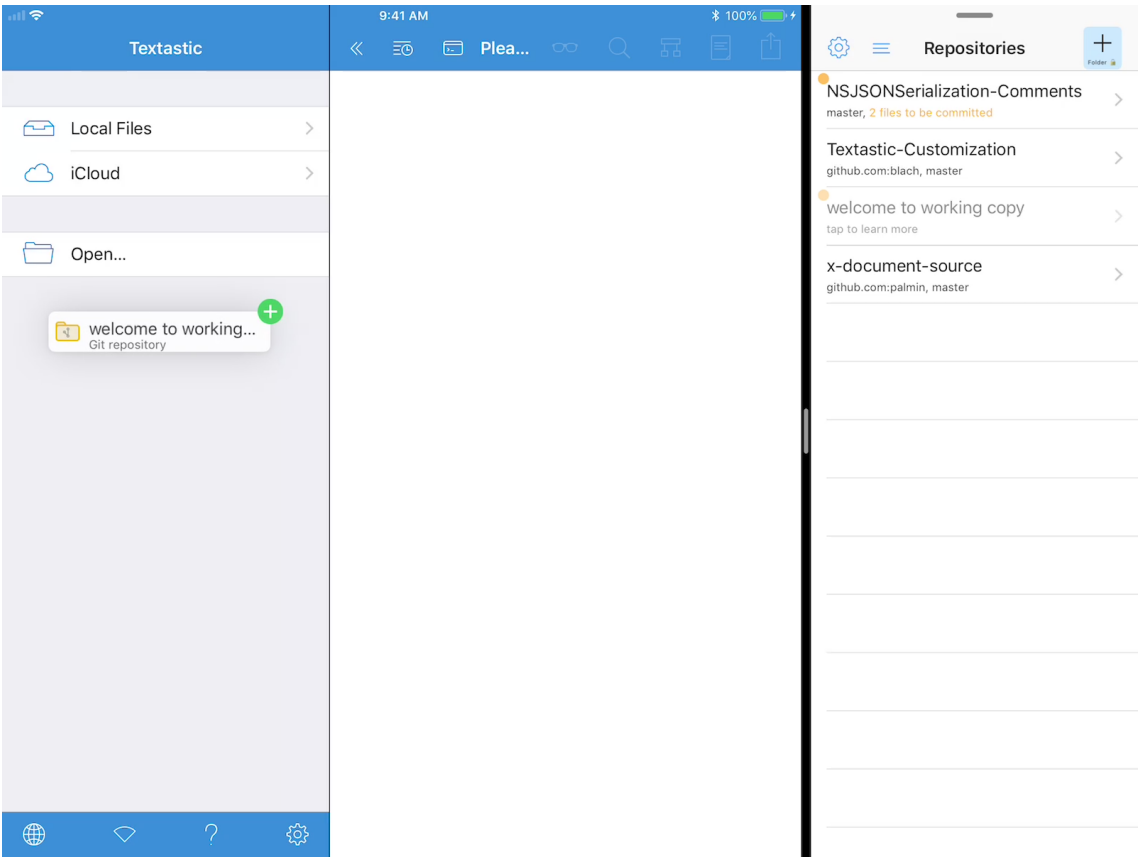 9:41 AM
100%
Textastic
Plea...
Repositories
Folder
Local Files
iCloud
Open...
welcome to working...
Git repository
NSJSONSerialization-Comments
master, 2 files to be committed
Textastic-Customization
github.com:blach, master
welcome to working copy
tap to learn more
x-document-source
github.com:palmin, master